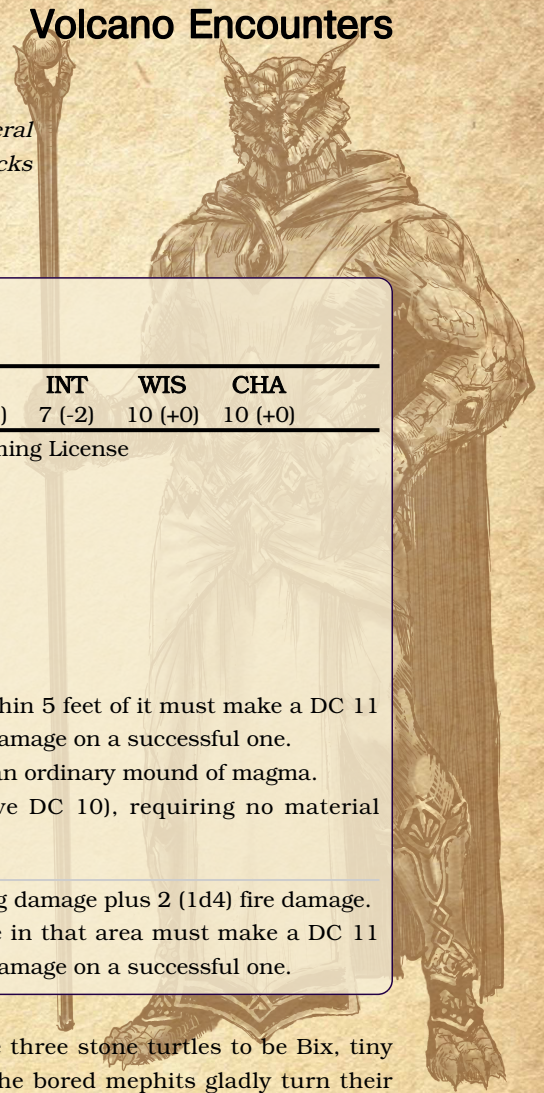 Volcano Encounters
eral
cks
INT WIS CHA
) 7 (-2) 10 (+0) 10 (+0)
ning License
hin 5 feet of it must make a DC 11
amage on a successful one.
an ordinary mound of magma.
ve DC 10), requiring no material
g damage plus 2 (1d4) fire damage.
e in that area must make a DC 11
amage on a successful one.
e three stone turtles to be Bix, tiny
he bored mephits gladly turn their